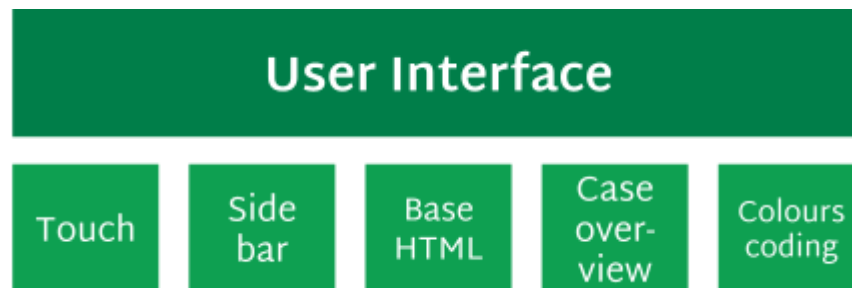 User Interface
Touch
Side
bar
Base
HTML
Case
over-
view
Colours
coding